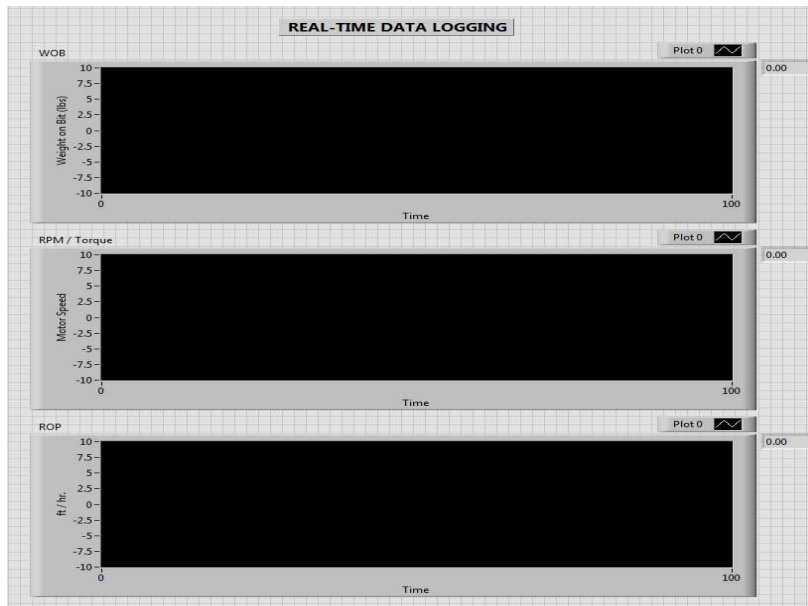 REAL-TIME DATA LOGGING
WOB
Plot 0
10
7.5
5
2.5
0
-2.5
-5
-7.5
-10
Weight on Bit (lbs)
0
100
Time
0.00
RPM / Torque
Plot 0
10
7.5
5
2.5
0
-2.5
-5
-7.5
-10
Motor Speed
0
100
Time
0.00
ROP
Plot 0
10
7.5
5
2.5
0
-2.5
-5
-7.5
-10
ft / hr.
0
100
Time
0.00